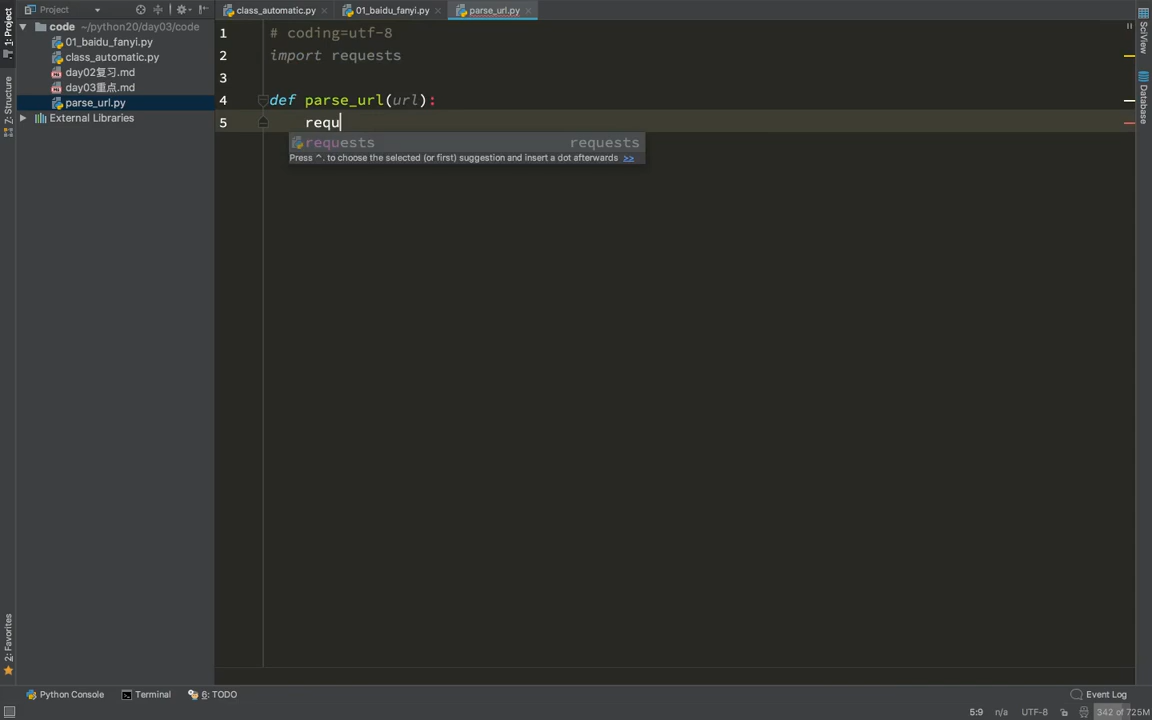 Project
class_automatic.py
01_baidu_fanyi.py
parse_url.py
code ~/python20/day03/code
01_baidu_fanyi.py
class_automatic.py
day02复习.md
day03重点.md
parse_url.py
External Libraries
1: Project
Z: Structure
2: Favorites
1 # coding=utf-8
2 import requests
3
4 def parse_url(url):
5 requ
requests requests
Press ^. to choose the selected (or first) suggestion and insert a dot afterwards >>
SciView
Database
Python Console Terminal 6: TODO Event Log
5:9 n/a UTF-8 342 of 725M